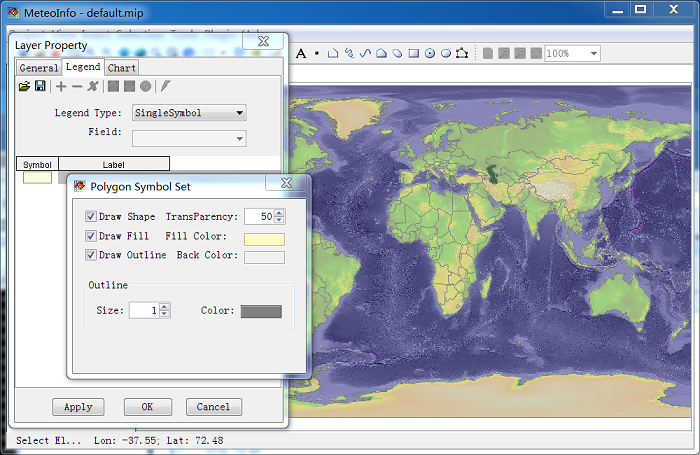 MeteoInfo - default.mip
Layer Property
General Legend Chart
100%
Legend Type: SingleSymbol
Field:
Symbol Label
Polygon Symbol Set
Draw Shape TransParency: 50
Draw Fill Fill Color:
Draw Outline Back Color:
Outline
Size: 1 Color:
Apply OK Cancel
Select El... Lon: -37.55; Lat: 72.48